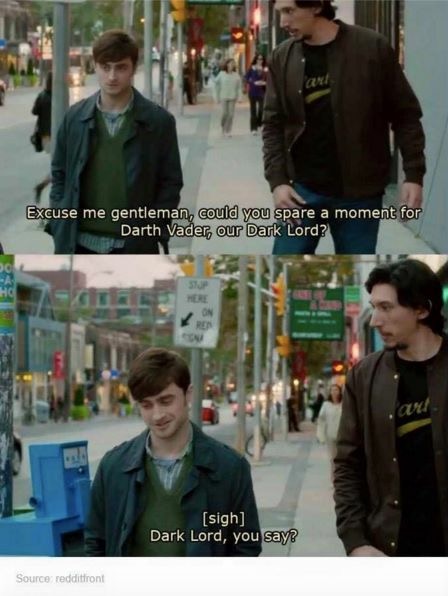 Excuse me gentleman, could you spare a moment for
Darth Vader, our Dark Lord?
STOP
HERE
ON
RED
SIGNAL
[sigh]
Dark Lord, you say?
Source: redditfront